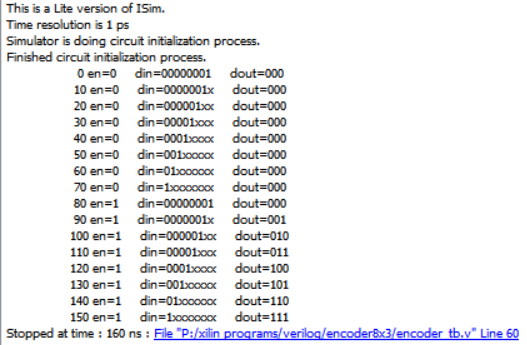 This is a Lite version of ISim.
Time resolution is 1 ps
Simulator is doing circuit initialization process.
Finished circuit initialization process.
0 en=0 din=00000001 dout=000
10 en=0 din=0000001x dout=000
20 en=0 din=000001xx dout=000
30 en=0 din=00001xxx dout=000
40 en=0 din=0001xxxx dout=000
50 en=0 din=001xxxxx dout=000
60 en=0 din=01xxxxxx dout=000
70 en=0 din=1xxxxxxx dout=000
80 en=1 din=00000001 dout=000
90 en=1 din=0000001x dout=001
100 en=1 din=000001xx dout=010
110 en=1 din=00001xxx dout=011
120 en=1 din=0001xxxx dout=100
130 en=1 din=001xxxxx dout=101
140 en=1 din=01xxxxxx dout=110
150 en=1 din=1xxxxxxx dout=111
Stopped at time : 160 ns : File "P:/xilin programs/verilog/encoder8x3/encoder_tb.v" Line 60